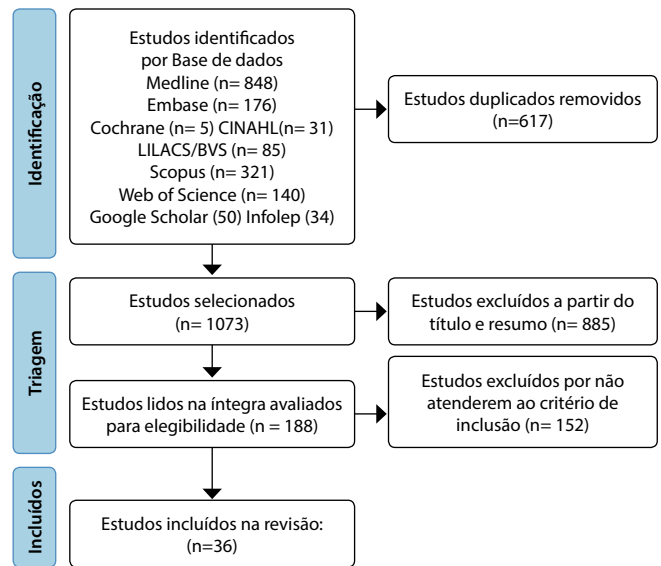 Identificação
Estudos identificados
por Base de dados
Medline (n= 848)
Embase (n= 176)
Cochrane (n= 5) CINAHL(n= 31)
LILACS/BVS (n= 85)
Scopus (n= 321)
Web of Science (n= 140)
Google Scholar (50) Infolep (34)
Estudos duplicados removidos
(n=617)
Triagem
Estudos selecionados
(n= 1073)
Estudos excluídos a partir do
título e resumo (n= 885)
Estudos lidos na íntegra avaliados
para elegibilidade (n = 188)
Estudos excluídos por não
atenderem ao critério de
inclusão (n= 152)
Incluídos
Estudos incluídos na revisão:
(n=36)